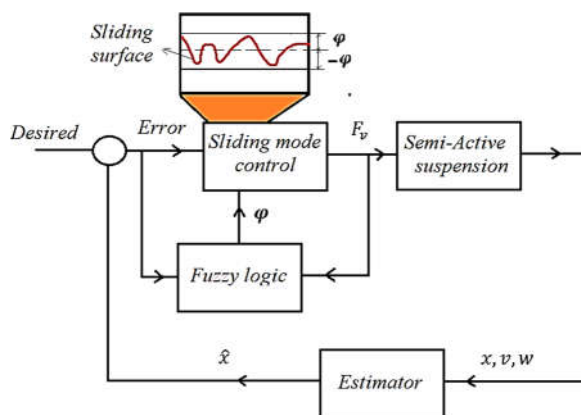 Sliding
surface
φ
-φ
Desired
Error
Sliding mode
control
F_v
Semi-Active
suspension
φ
Fuzzy logic
x̂
Estimator
x, v, w